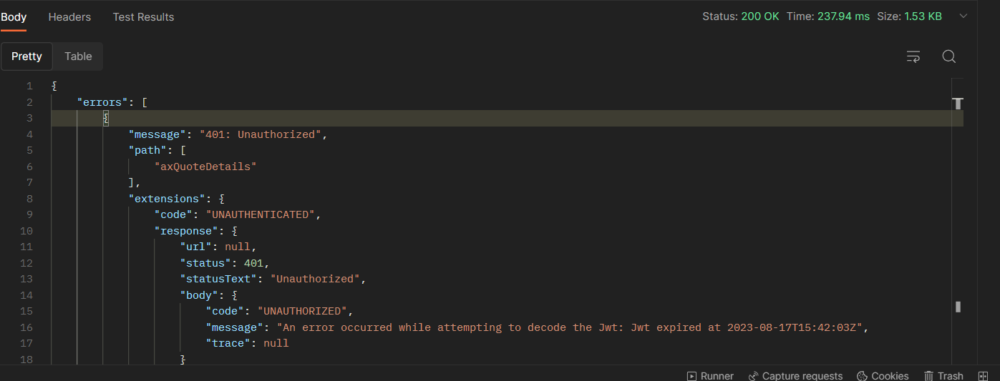 Body Headers Test Results Status: 200 OK Time: 237.94 ms Size: 1.53 KB
Pretty Table
1 {
2 "errors": [
3 {
4 "message": "401: Unauthorized",
5 "path": [
6 "axQuoteDetails"
7 ],
8 "extensions": {
9 "code": "UNAUTHENTICATED",
10 "response": {
11 "url": null,
12 "status": 401,
13 "statusText": "Unauthorized",
14 "body": {
15 "code": "UNAUTHORIZED",
16 "message": "An error occurred while attempting to decode the Jwt: Jwt expired at 2023-08-17T15:42:03Z",
17 "trace": null
18 }
Runner Capture requests Cookies Trash